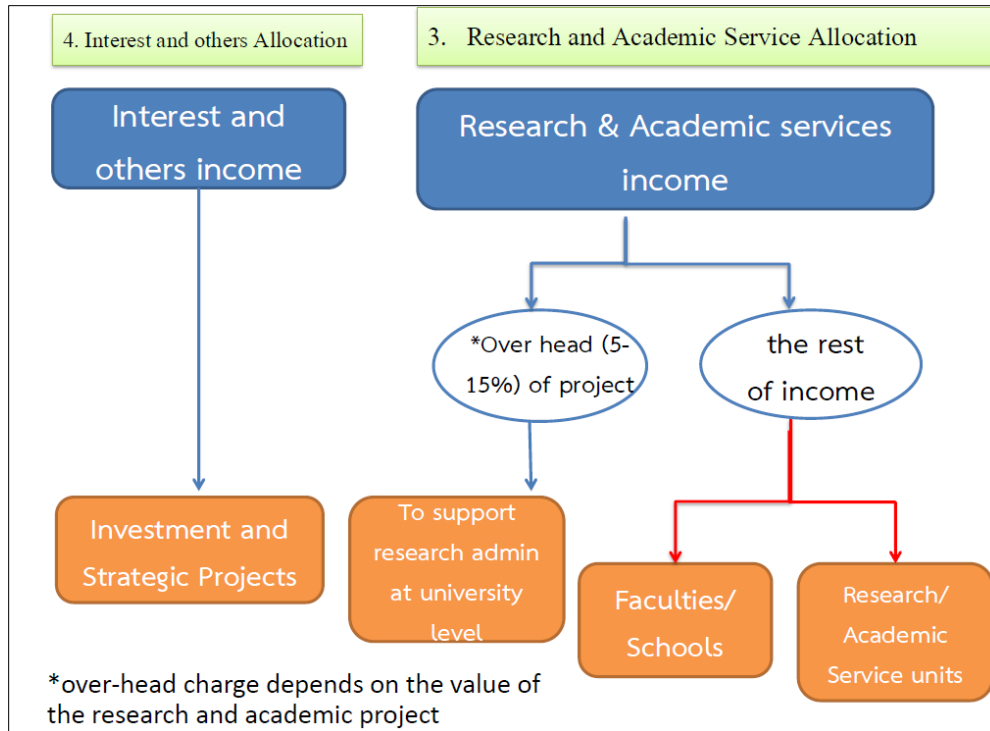 4. Interest and others Allocation
3. Research and Academic Service Allocation
Interest and
others income
Research & Academic services
income
*Over head (5-
15%) of project
the rest
of income
Investment and
Strategic Projects
To support
research admin
at university
level
Faculties/
Schools
Research/
Academic
Service units
*over-head charge depends on the value of
the research and academic project